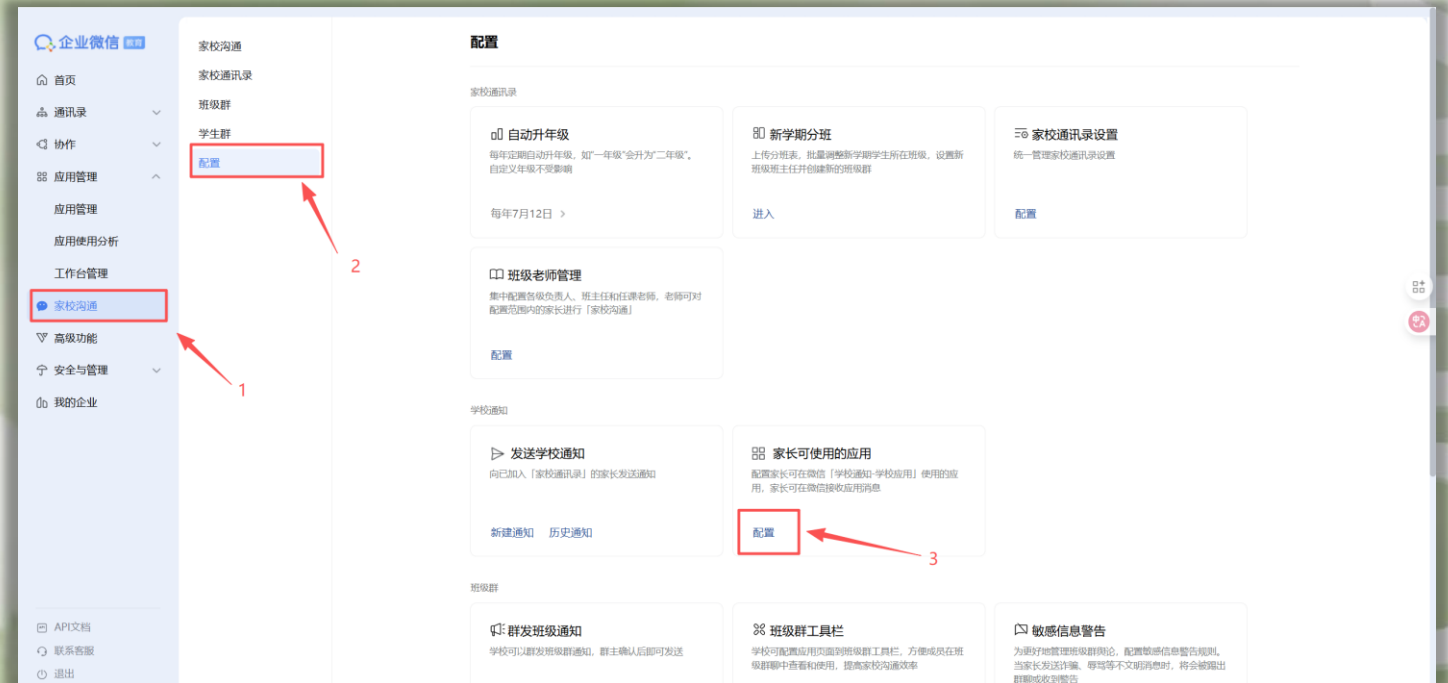 企业微信 教育
首页
通讯录
协作
应用管理
应用管理
应用使用分析
工作台管理
家校沟通
高级功能
安全与管理
我的企业
API文档
联系客服
退出
家校沟通
家校通讯录
班级群
学生群
配置
2
1
配置
家校通讯录
自动升年级
每年定期自动升年级，如“一年级”会升为“二年级”。
自定义年级不受影响
每年7月12日
新学期分班
上传分班表，批量调整新学期学生所在班级，设置新
班级班主任并创建新的班级群
进入
家校通讯录设置
统一管理家校通讯录设置
配置
班级老师管理
集中配置各级负责人、班主任和任课老师，老师可对
配置范围内的家长进行「家校沟通」
配置
学校通知
发送学校通知
向已加入「家校通讯录」的家长发送通知
新建通知 历史通知
家长可使用的应用
配置家长可在微信「学校通知-学校应用」使用的应
用，家长可在微信接收应用消息
配置
3
班级群
群发班级通知
学校可以群发班级群通知，群主确认后即可发送
班级群工具栏
学校可配置应用页面到班级群工具栏，方便成员在班
级群聊中查看和使用，提高家校沟通效率
敏感信息警告
为更好地管理班级群舆论，配置敏感信息警告规则。
当家长发送诈骗、辱骂等不文明消息时，将会被踢出
群聊或收到警告